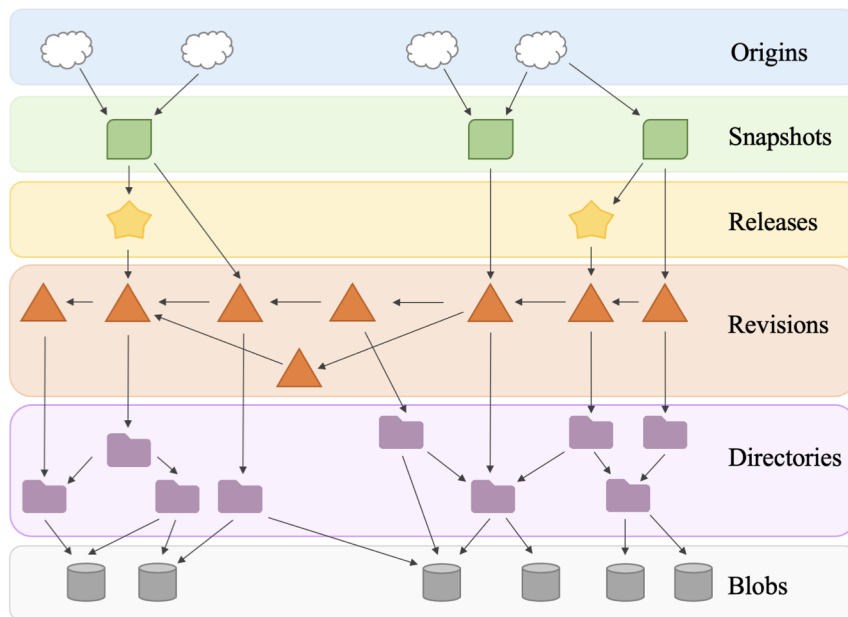 Origins
Snapshots
Releases
Revisions
Directories
Blobs